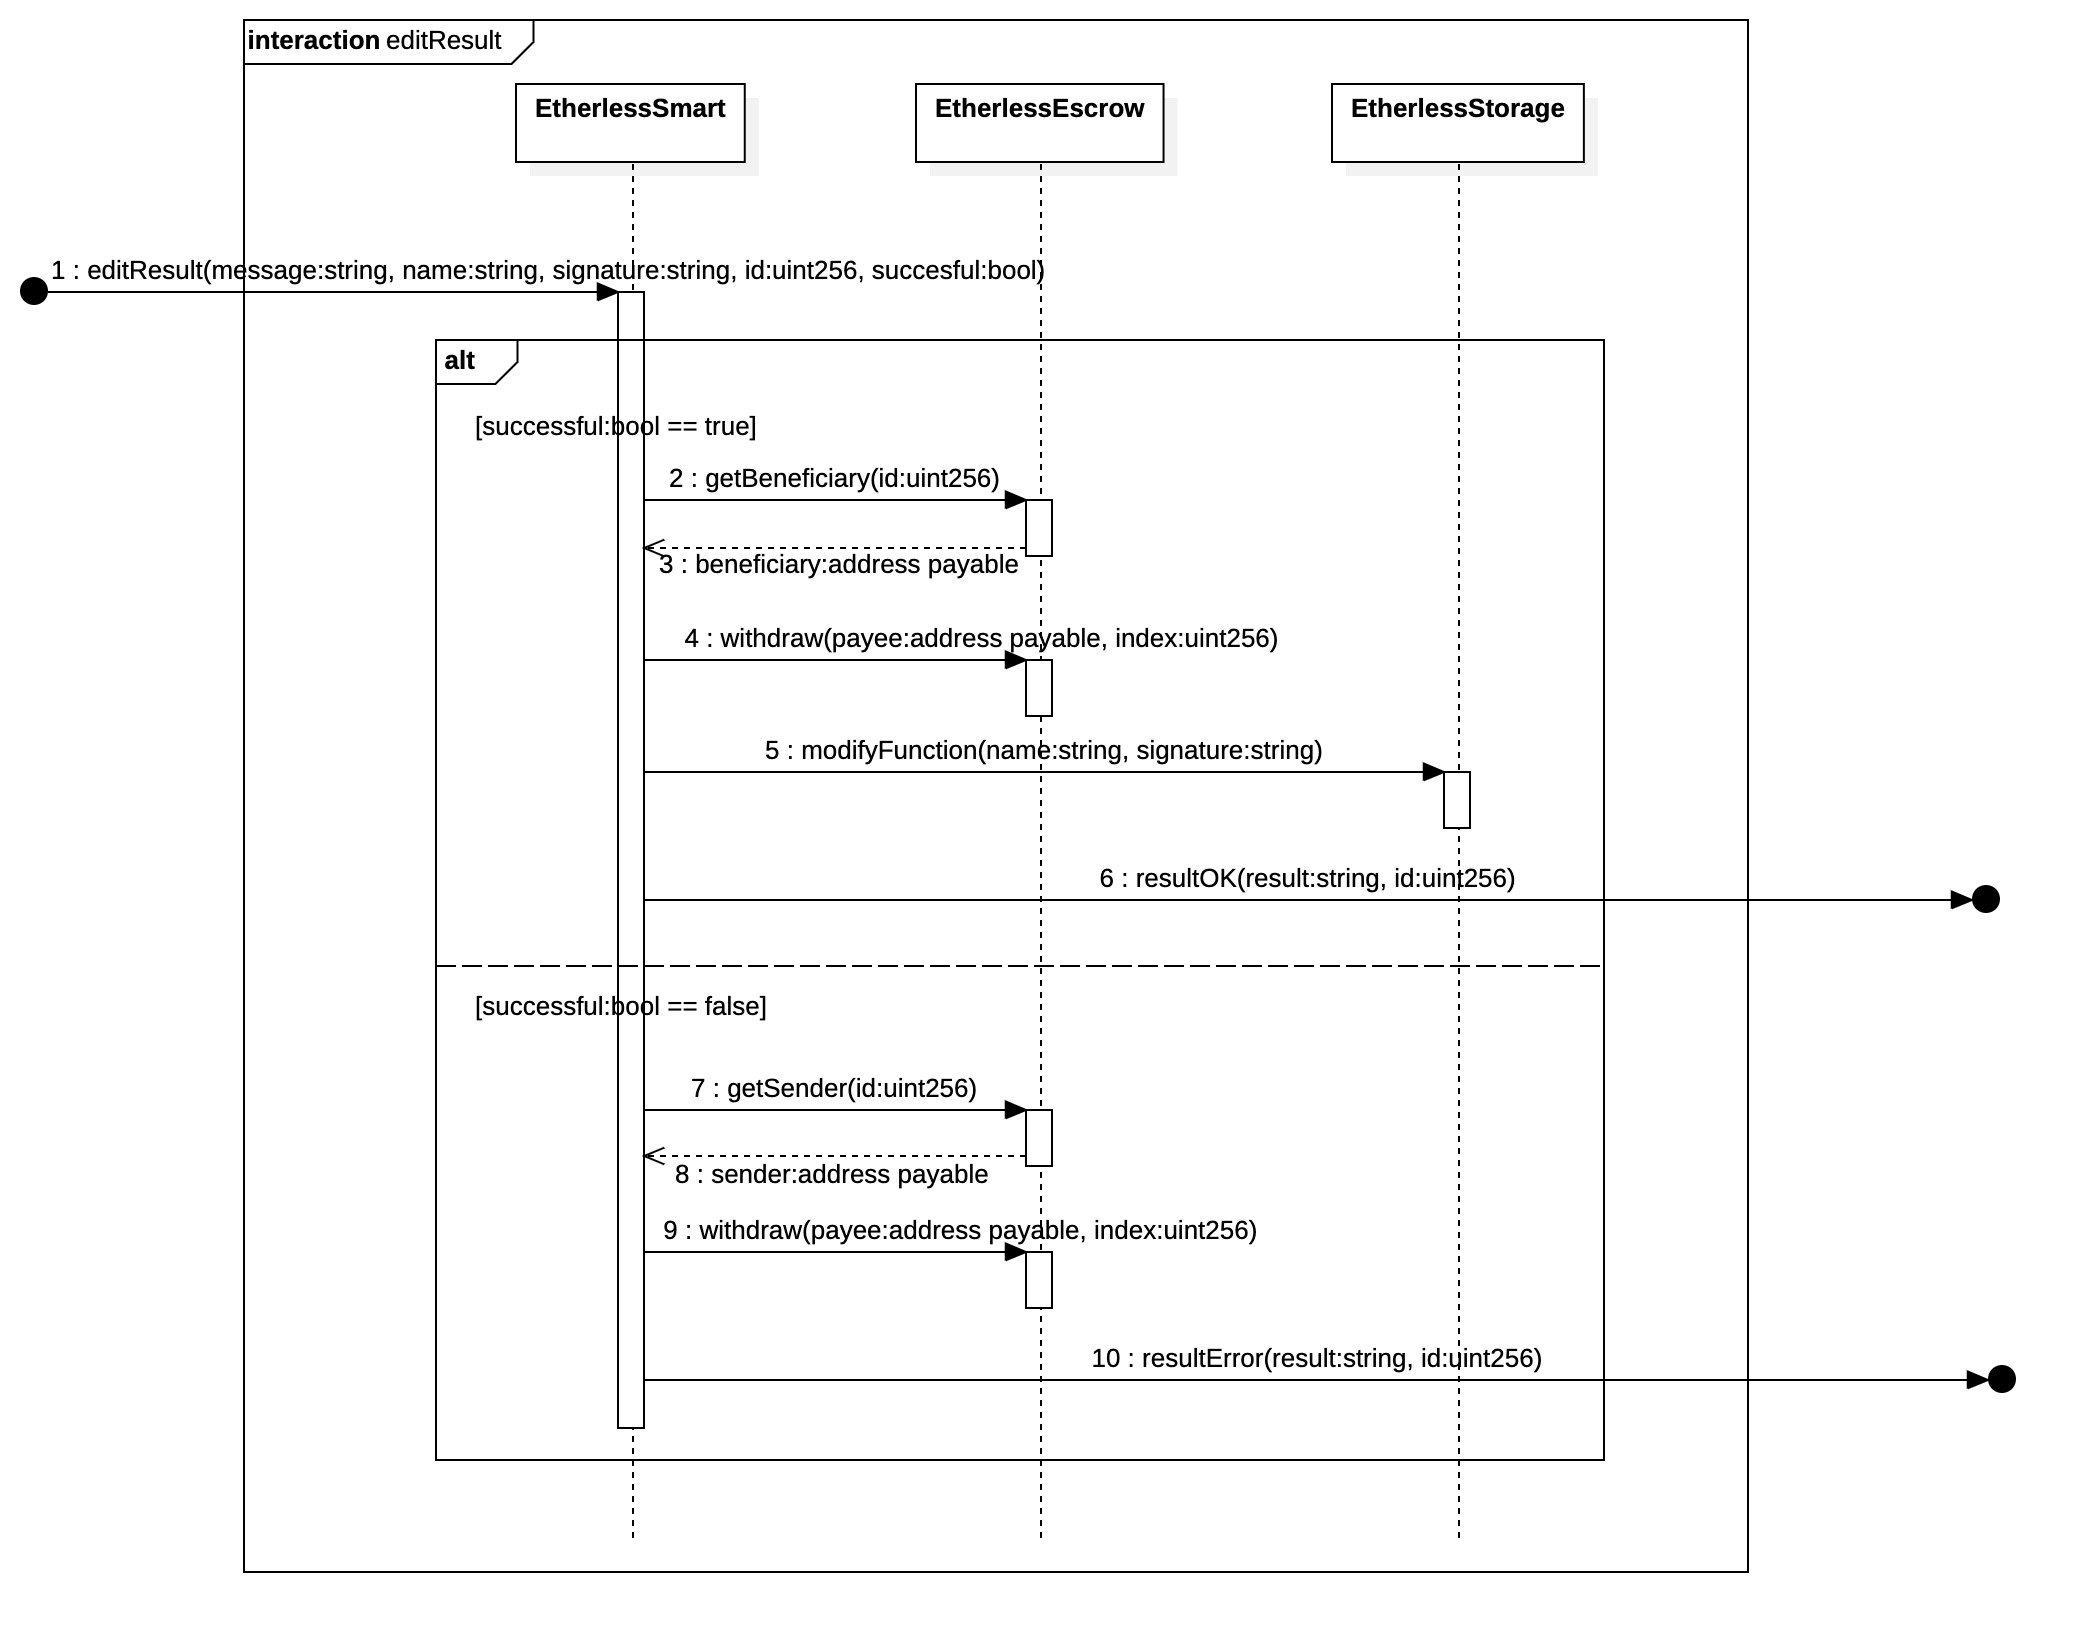 interaction editResult
EtherlessSmart
EtherlessEscrow
EtherlessStorage
1 : editResult(message:string, name:string, signature:string, id:uint256, succesful:bool)
alt
[successful:bool == true]
2 : getBeneficiary(id:uint256)
3 : beneficiary:address payable
4 : withdraw(payee:address payable, index:uint256)
5 : modifyFunction(name:string, signature:string)
6 : resultOK(result:string, id:uint256)
[successful:bool == false]
7 : getSender(id:uint256)
8 : sender:address payable
9 : withdraw(payee:address payable, index:uint256)
10 : resultError(result:string, id:uint256)